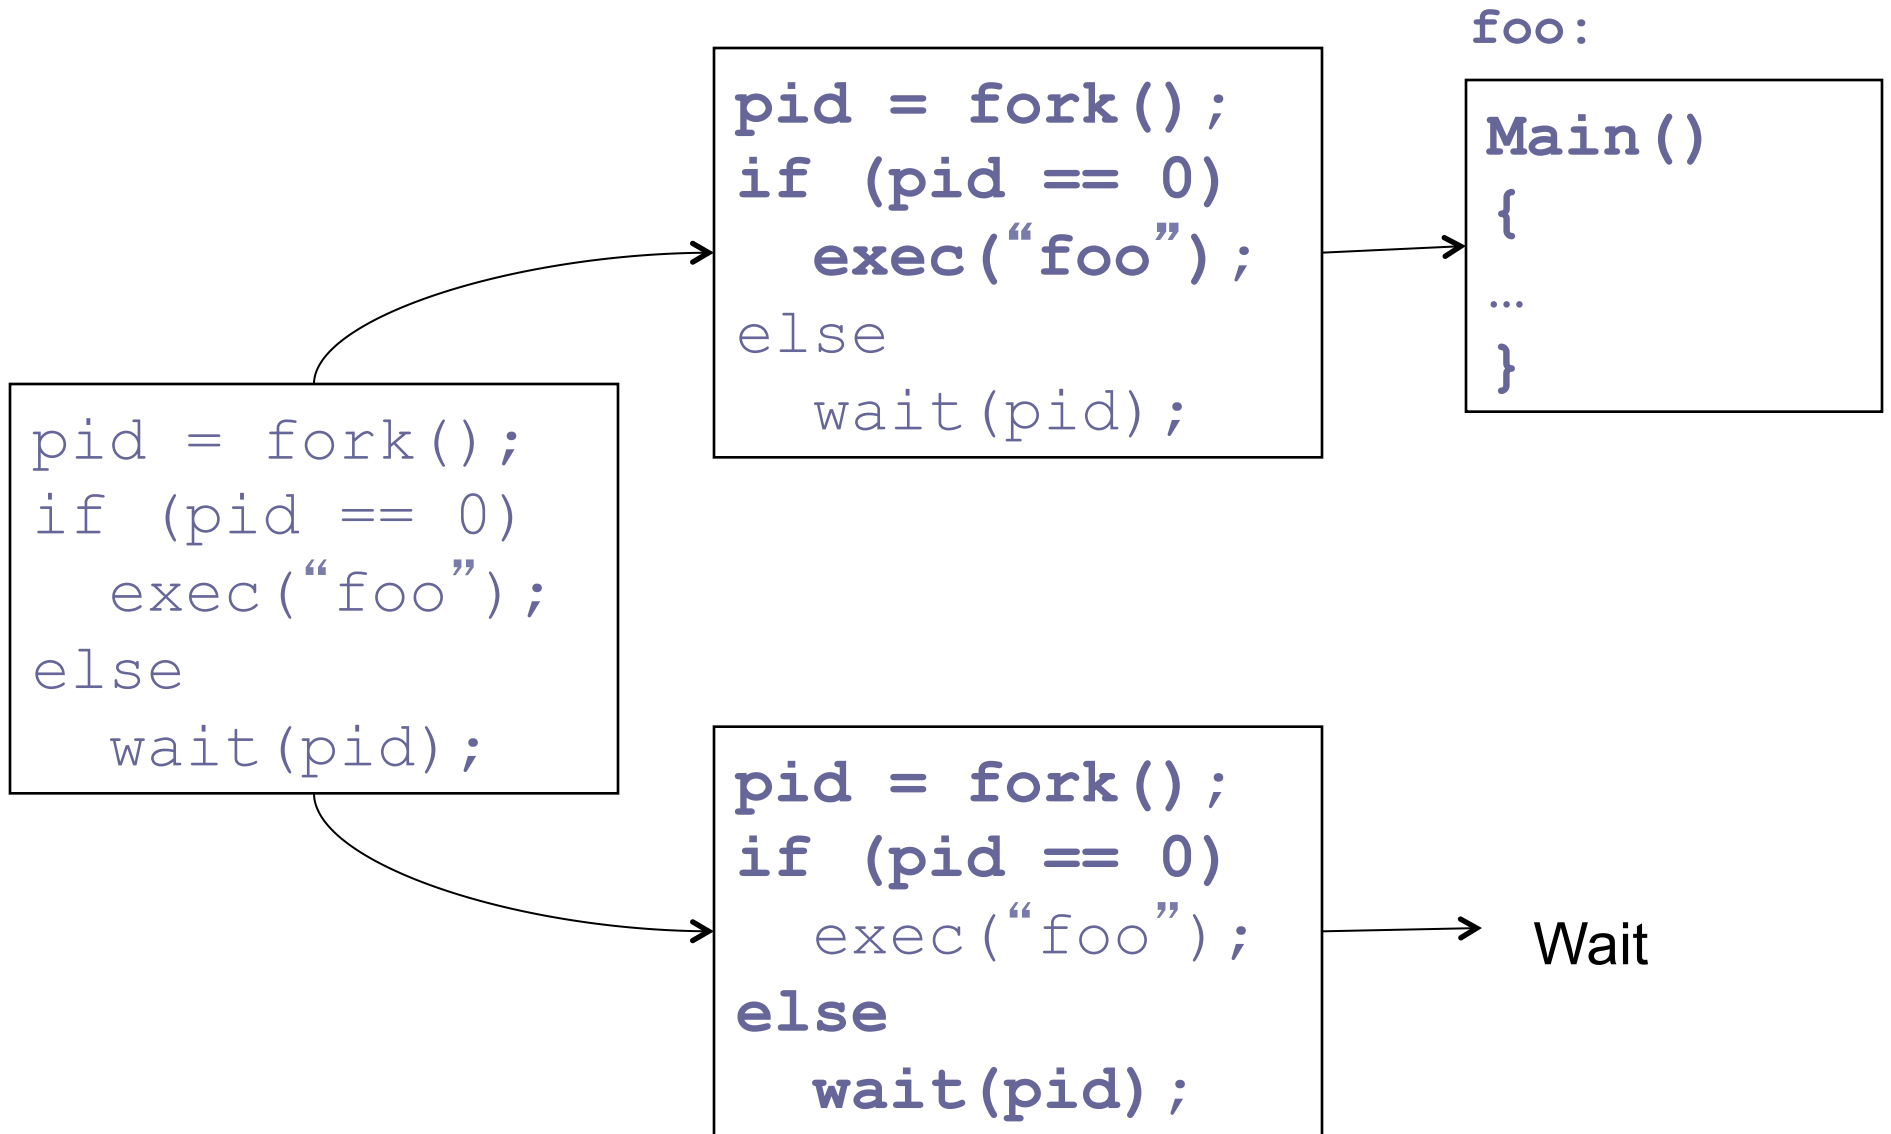 pid = fork();
if (pid == 0)
  exec(“foo”);
else
  wait(pid);
pid = fork();
if (pid == 0)
  exec(“foo”);
else
  wait(pid);
foo:
Main()
{
…
}
pid = fork();
if (pid == 0)
  exec(“foo”);
else
  wait(pid);
Wait